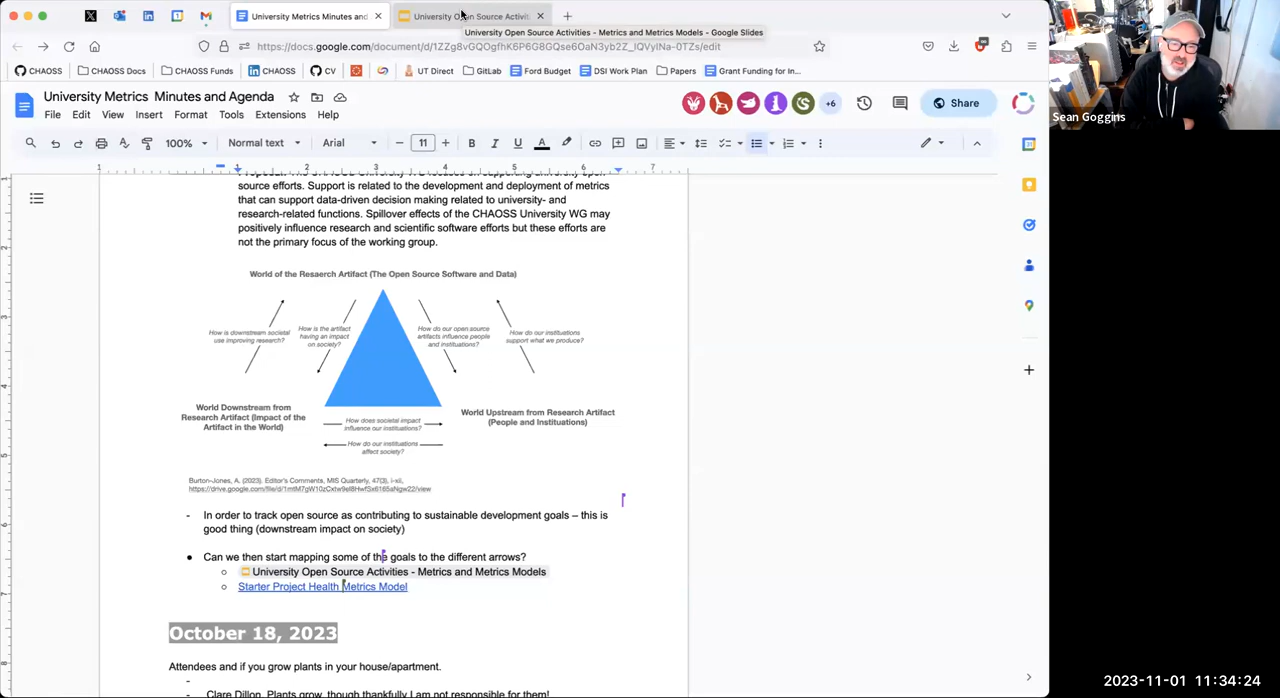 University Metrics Minutes and
University Open Source Activiti
University Open Source Activities - Metrics and Metrics Models - Google Slides
https://docs.google.com/document/d/1ZZg8vGQOgfhK6P6G8GQse6OaN3yb2Z_IQVyINa-0TZs/edit
CHAOSS
CHAOSS Docs
CHAOSS Funds
CHAOSS
CV
UT Direct
GitLab
Ford Budget
DSI Work Plan
Papers
Grant Funding for In...
University Metrics Minutes and Agenda
File Edit View Insert Format Tools Extensions Help
+6
Share
100% Normal text Arial 11
source efforts. Support is related to the development and deployment of metrics
that can support data-driven decision making related to university- and
research-related functions. Spillover effects of the CHAOSS University WG may
positively influence research and scientific software efforts but these efforts are
not the primary focus of the working group.
World of the Resaerch Artifact (The Open Source Software and Data)
How is downstream societal
use improving research?
How is the artifact
having an impact
on society?
How do our open source
artifacts influence people
and institutions?
How do our institutions
support what we produce?
World Downstream from
Research Artifact (Impact of the
Artifact in the World)
World Upstream from Research Artifact
(People and Institutions)
How does societal impact
influence our institutions?
How do our institutions
affect society?
Burton-Jones, A. (2023). Editor's Comments, MIS Quarterly, 47(3), i-xii,
- In order to track open source as contributing to sustainable development goals – this is
good thing (downstream impact on society)
● Can we then start mapping some of the goals to the different arrows?
○ University Open Source Activities - Metrics and Metrics Models
○ Starter Project Health Metrics Model
October 18, 2023
Attendees and if you grow plants in your house/apartment.
-
Clare Dillon. Plants grow, though thankfully I am not responsible for them!
Sean Goggins
2023-11-01 11:34:24